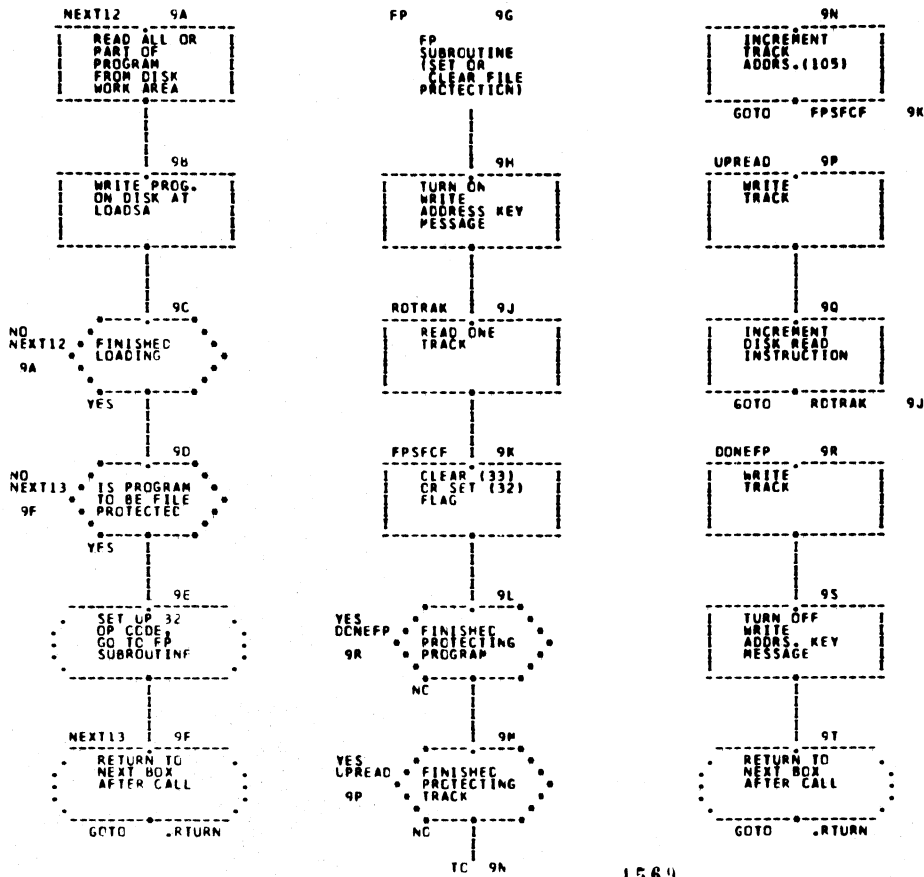 NEXT12 9A
READ ALL OR
PART OF
PROGRAM
FROM DISK
WORK AREA
9B
WRITE PROG.
ON DISK AT
LOADSA
9C
NO
NEXT12
9A
FINISHED
LOADING
YES
9D
NO
NEXT13
9F
IS PROGRAM
TO BE FILE
PROTECTED
YES
9E
SET UP 32
OP CODE,
GO TO FP
SUBROUTINE
NEXT13 9F
RETURN TO
NEXT BOX
AFTER CALL
GOTO .RTURN
FP 9G
FP
SUBROUTINE
(SET OR
CLEAR FILE
PROTECTION)
9H
TURN ON
WRITE
ADDRESS KEY
MESSAGE
RDTRAK 9J
READ ONE
TRACK
FPSFCF 9K
CLEAR (33)
OR SET (32)
FLAG
9L
YES
DONEFP
9R
FINISHED
PROTECTING
PROGRAM
NO
9M
YES
UPREAD
9P
FINISHED
PROTECTING
TRACK
NO
TO 9N
9N
INCREMENT
TRACK
ADDRS.(105)
GOTO FPSFCF 9K
UPREAD 9P
WRITE
TRACK
9Q
INCREMENT
DISK READ
INSTRUCTION
GOTO RDTRAK 9J
DONEFP 9R
WRITE
TRACK
9S
TURN OFF
WRITE
ADDRS. KEY
MESSAGE
9T
RETURN TO
NEXT BOX
AFTER CALL
GOTO .RTURN
1569